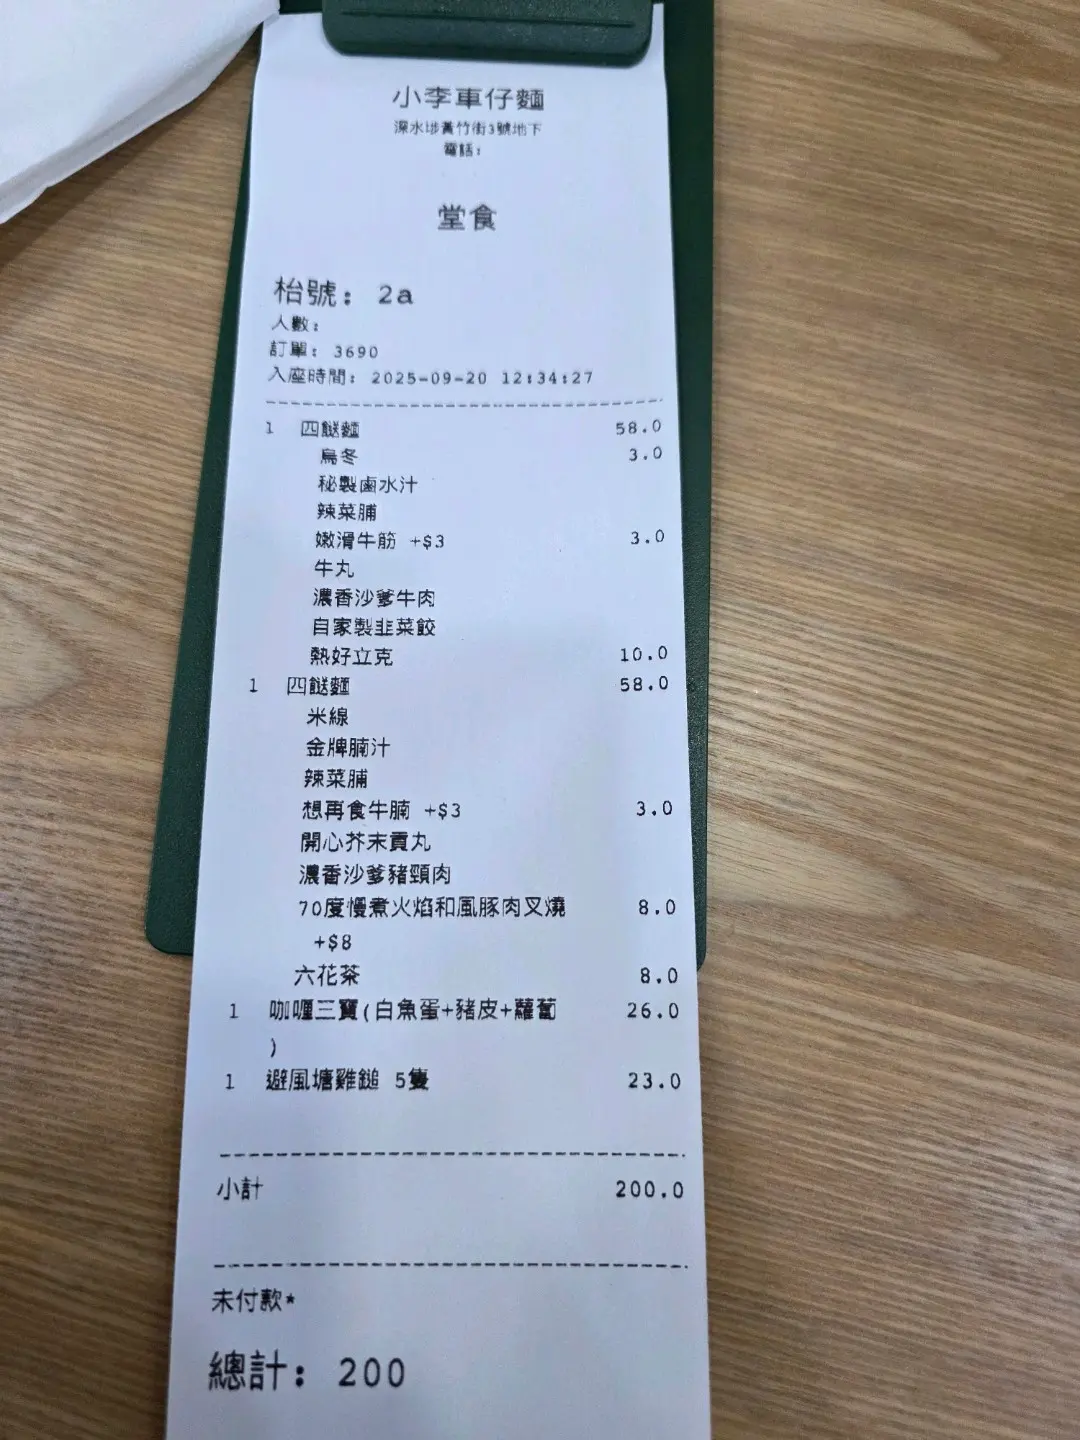 小李車仔麵
深水埗黃竹街3號地下
電話：
堂食
枱號： 2a
人數：
訂單： 3690
入座時間： 2025-09-20 12:34:27
1 四餸麵 58.0
烏冬 3.0
秘製鹵水汁
辣菜脯
嫩滑牛筋 +$3 3.0
牛丸
濃香沙爹牛肉
自家製韭菜餃
熱好立克 10.0
1 四餸麵 58.0
米線
金牌腩汁
辣菜脯
想再食牛腩 +$3 3.0
開心芥末貢丸
濃香沙爹豬頸肉
70度慢煮火焰和風豚肉叉燒 8.0
+$8
六花茶 8.0
1 咖喱三寶(白魚蛋+豬皮+蘿蔔 26.0
)
1 避風塘雞鎚 5隻 23.0
小計 200.0
未付款*
總計： 200